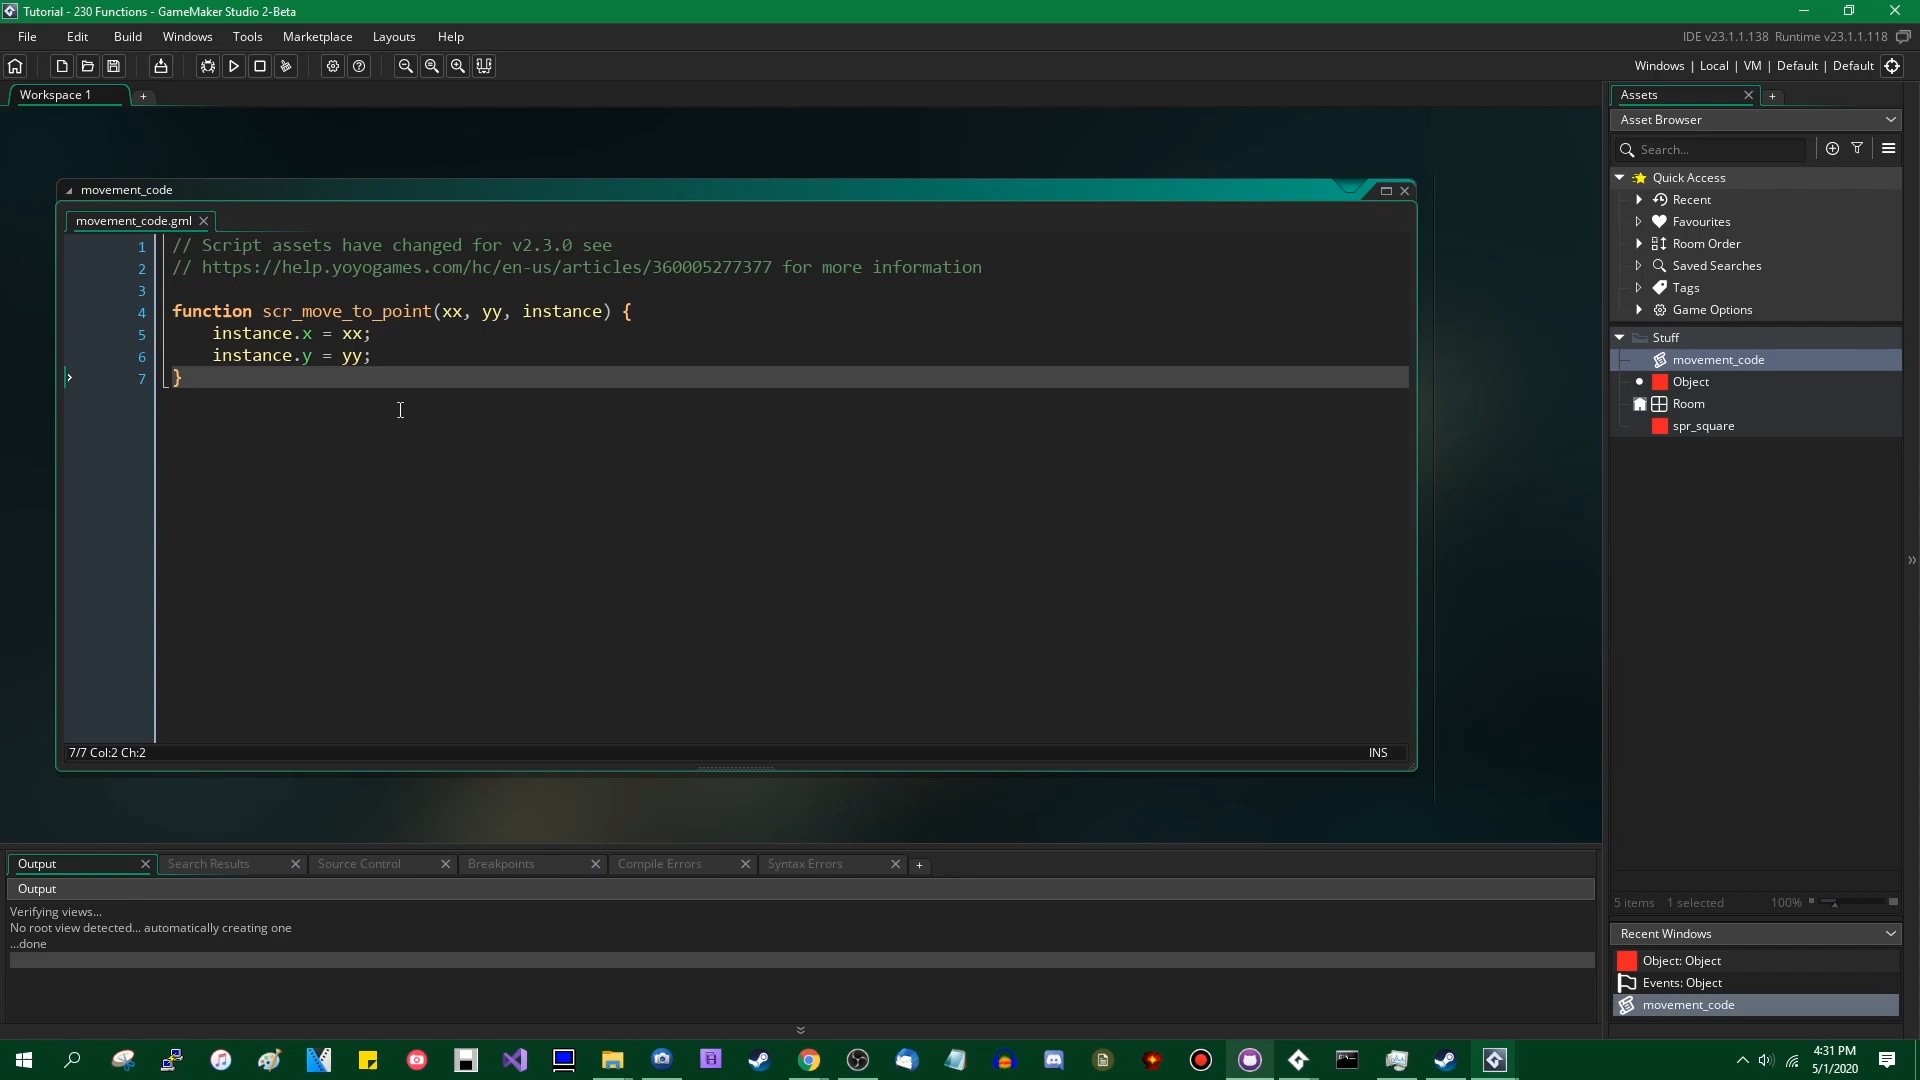 Tutorial - 230 Functions - GameMaker Studio 2-Beta
File Edit Build Windows Tools Marketplace Layouts Help
IDE v23.1.1.138 Runtime v23.1.1.118
Windows | Local | VM | Default | Default
Workspace 1
Assets
Asset Browser
Search...
Quick Access
Recent
Favourites
Room Order
Saved Searches
Tags
Game Options
Stuff
movement_code
Object
Room
spr_square
5 items 1 selected 100%
Recent Windows
Object: Object
Events: Object
movement_code
movement_code
movement_code.gml
1 // Script assets have changed for v2.3.0 see
2 // https://help.yoyogames.com/hc/en-us/articles/360005277377 for more information
3
4 function scr_move_to_point(xx, yy, instance) {
5 instance.x = xx;
6 instance.y = yy;
7 }
7/7 Col:2 Ch:2 INS
Output Search Results Source Control Breakpoints Compile Errors Syntax Errors
Output
Verifying views...
No root view detected... automatically creating one
...done
4:31 PM
5/1/2020